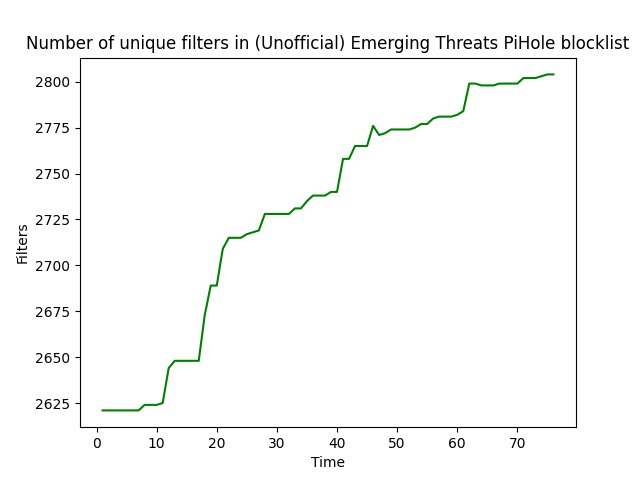 Number of unique filters in (Unofficial) Emerging Threats PiHole blocklist
2800
2775
2750
2725
2700
2675
2650
2625
Filters
0 10 20 30 40 50 60 70
Time